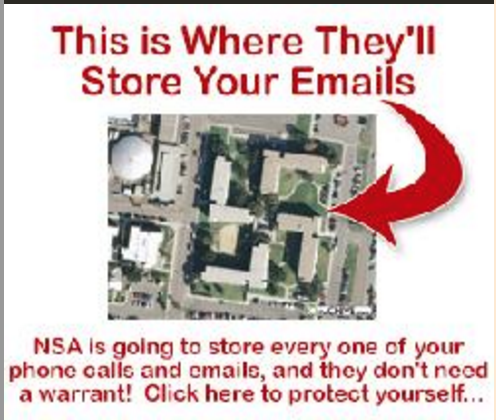 This is Where They'll
Store Your Emails
NSA is going to store every one of your
phone calls and emails, and they don't need
a warrant! Click here to protect yourself...